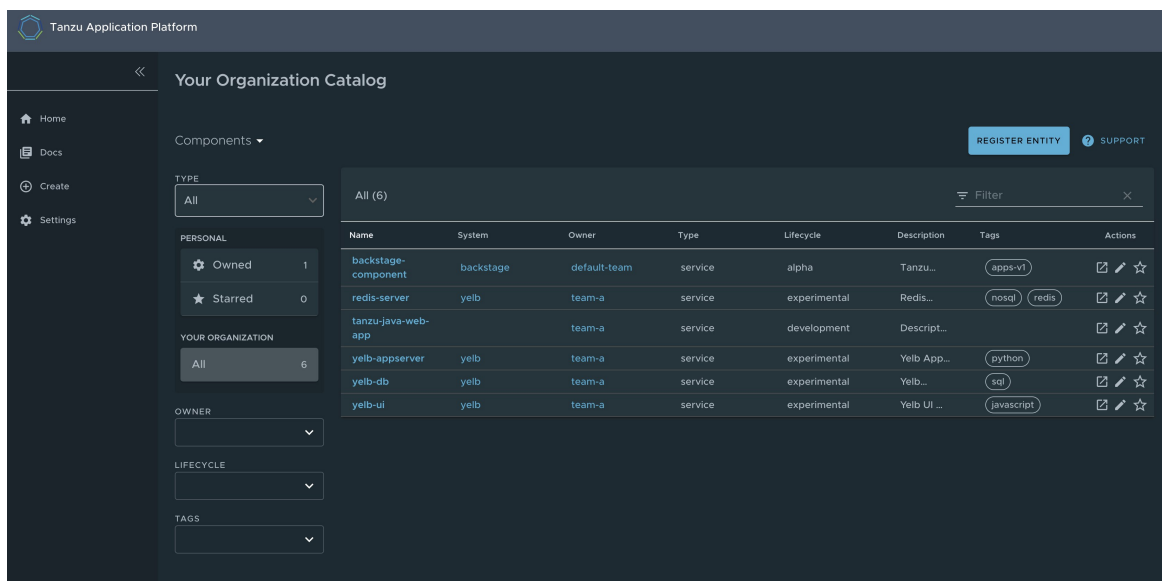 Tanzu Application Platform
Your Organization Catalog
Home
Docs
Create
Settings
Components
REGISTER ENTITY
SUPPORT
TYPE
All
PERSONAL
Owned 1
Starred 0
YOUR ORGANIZATION
All 6
OWNER
LIFECYCLE
TAGS
All (6)
Filter
Name System Owner Type Lifecycle Description Tags Actions
backstage-
component backstage default-team service alpha Tanzu... apps-v1
redis-server yelb team-a service experimental Redis... nosql redis
tanzu-java-web-
app team-a service development Descript...
yelb-appserver yelb team-a service experimental Yelb App... python
yelb-db yelb team-a service experimental Yelb... sql
yelb-ui yelb team-a service experimental Yelb UI ... javascript